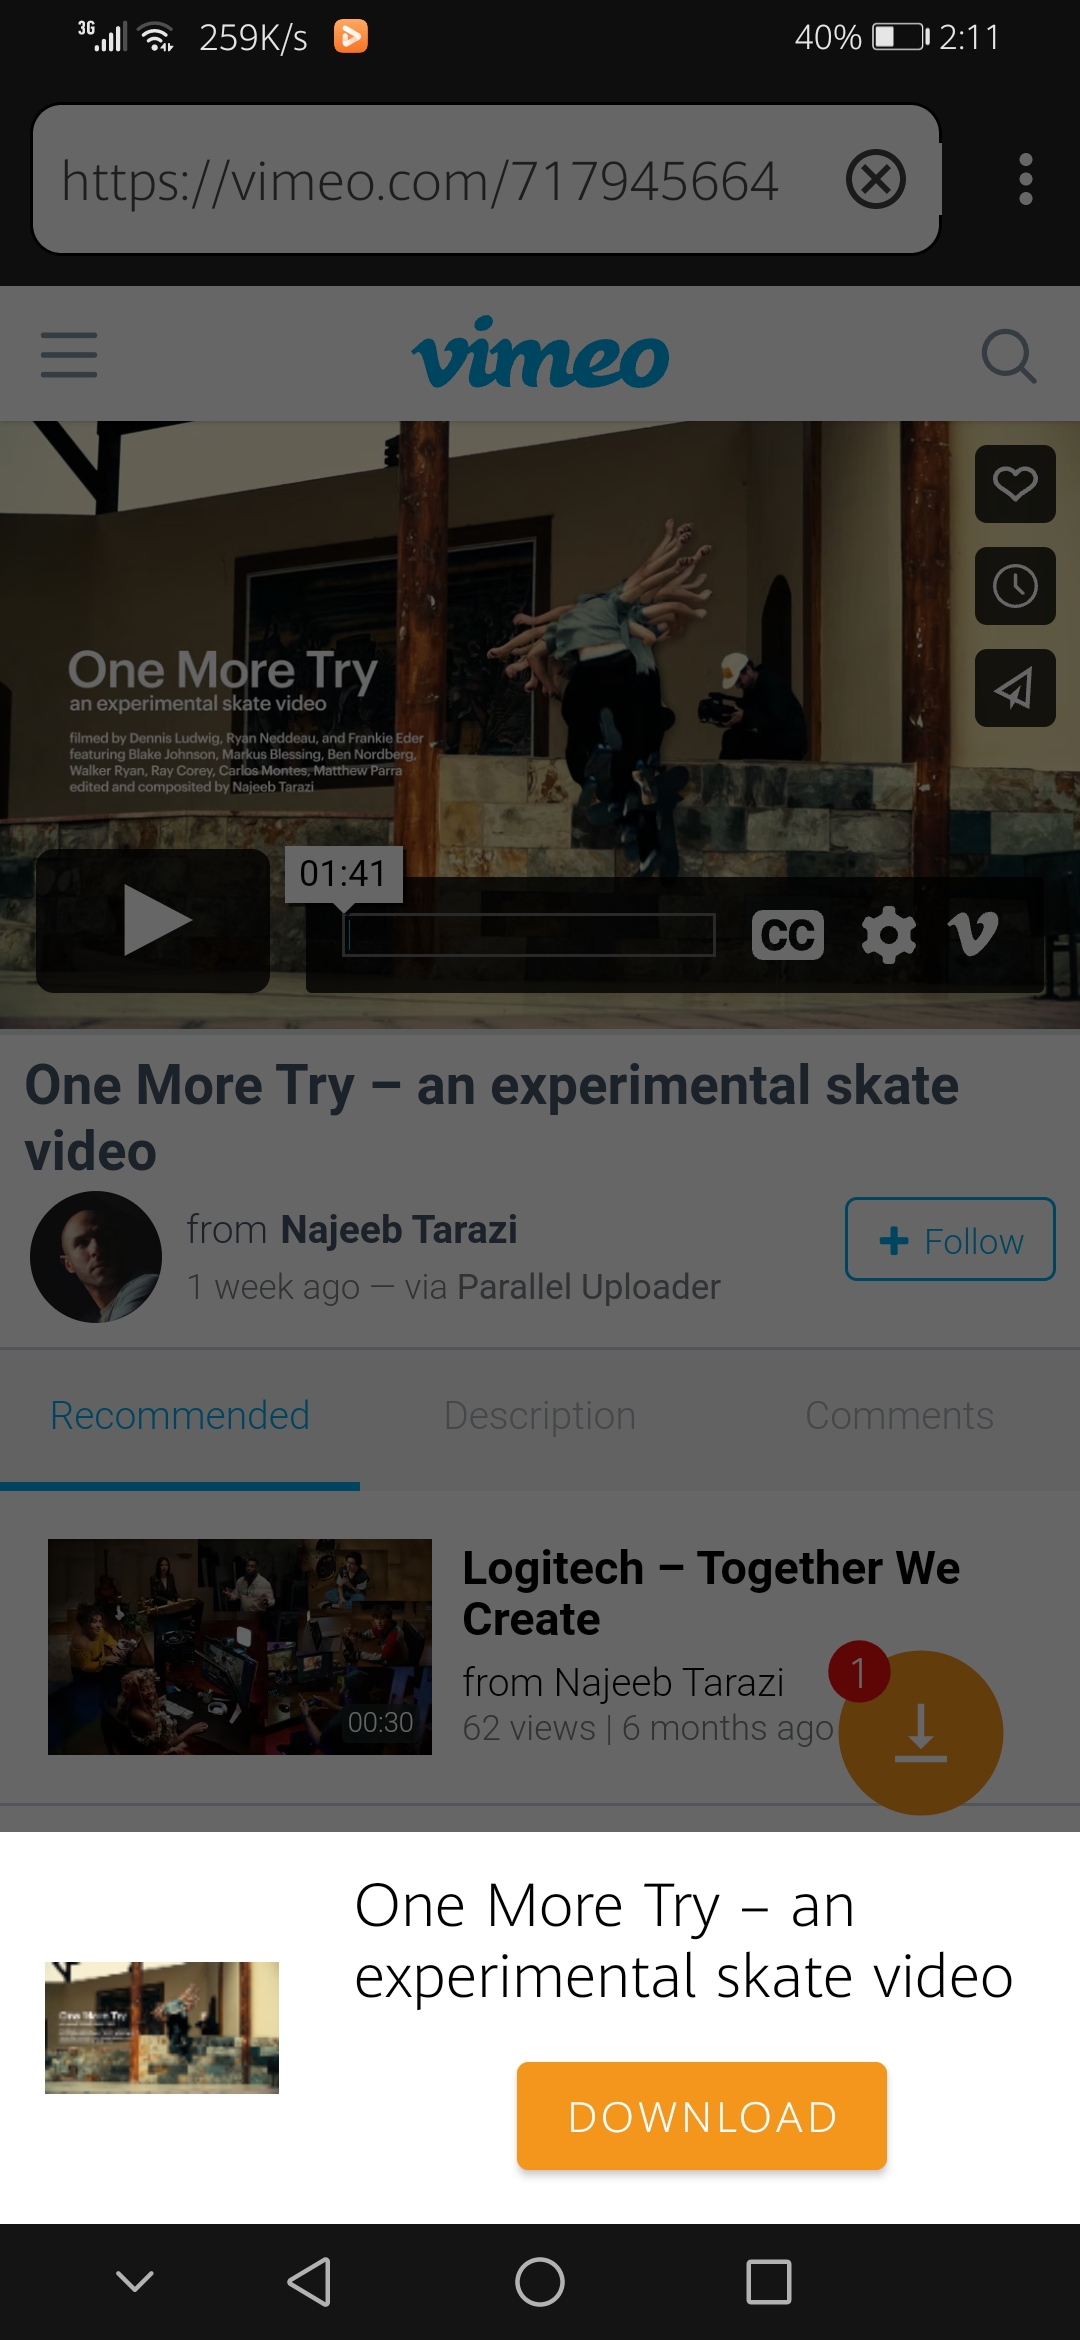 3G 259K/s 40% 2:11
https://vimeo.com/717945664
vimeo
One More Try
an experimental skate video
filmed by Dennis Ludwig, Ryan Neddeau, and Frankie Eder
featuring Blake Johnson, Markus Blessing, Ben Nordberg,
Walker Ryan, Ray Corey, Carlos Montes, Matthew Parra
edited and composited by Najeeb Tarazi
01:41
CC
One More Try – an experimental skate
video
from Najeeb Tarazi
+ Follow
1 week ago — via Parallel Uploader
Recommended Description Comments
Logitech – Together We
Create
from Najeeb Tarazi
1
62 views | 6 months ago
00:30
One More Try – an
experimental skate video
DOWNLOAD